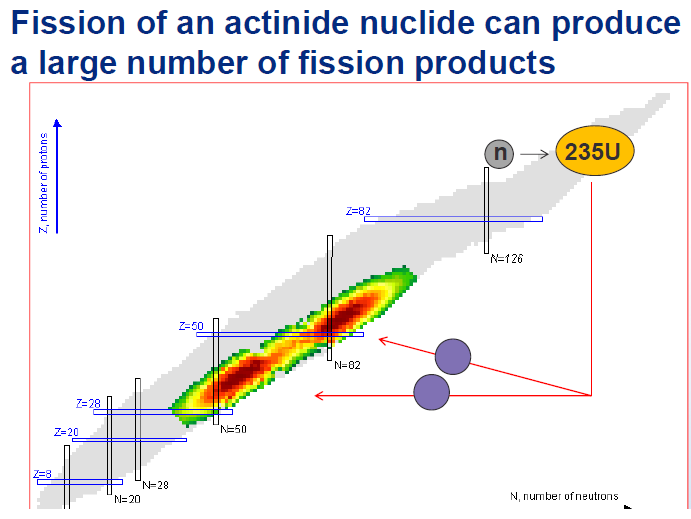 Fission of an actinide nuclide can produce
a large number of fission products
Z, number of protons
n
235U
Z=82
N=126
Z=50
N=82
Z=28
N=50
Z=20
Z=8
N=28
N=20
N, number of neutrons